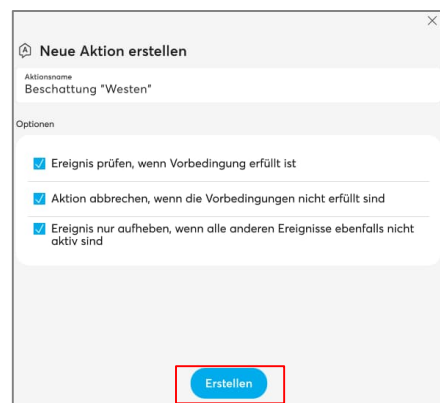 Neue Aktion erstellen
Aktionsname
Beschattung "Westen"
Optionen
Ereignis prüfen, wenn Vorbedingung erfüllt ist
Aktion abbrechen, wenn die Vorbedingungen nicht erfüllt sind
Ereignis nur aufheben, wenn alle anderen Ereignisse ebenfalls nicht
aktiv sind
Erstellen